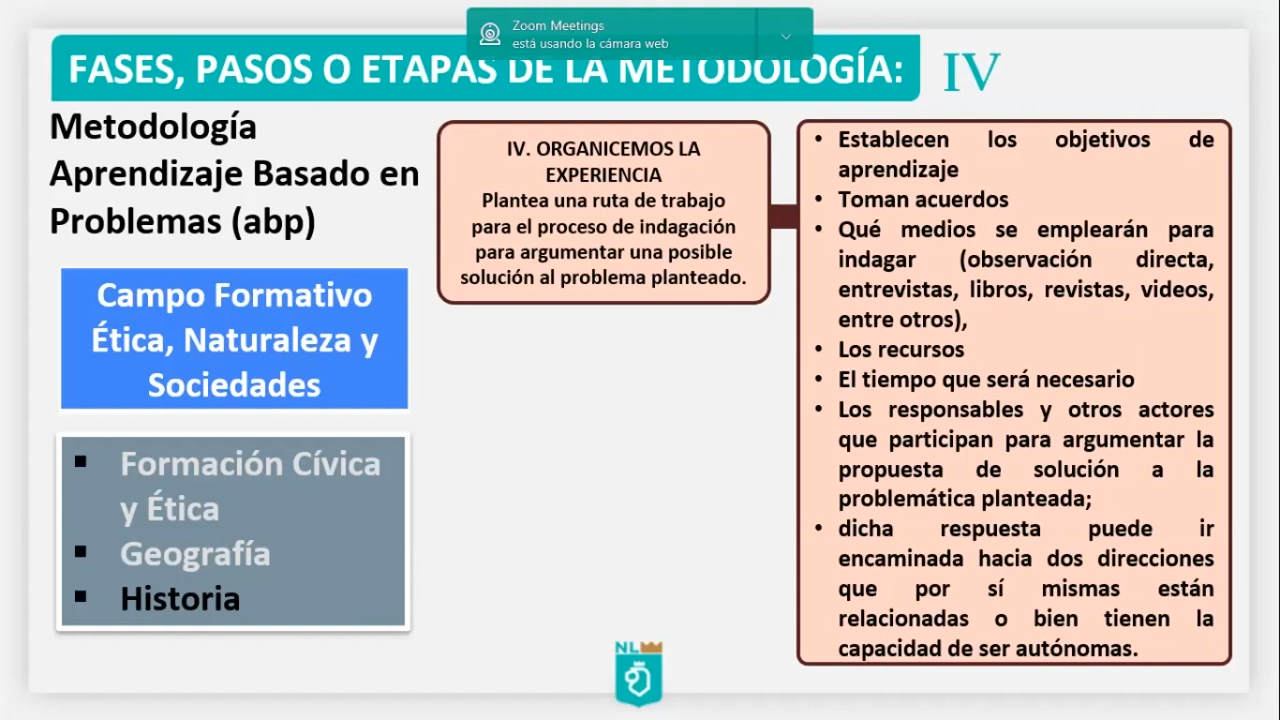 Zoom Meetings
está usando la cámara web
FASES, PASOS O ETAPAS DE LA METODOLOGÍA:
IV
Metodología
Aprendizaje Basado en
Problemas (abp)
Campo Formativo
Ética, Naturaleza y
Sociedades
▪ Formación Cívica
y Ética
▪ Geografía
▪ Historia
IV. ORGANICEMOS LA
EXPERIENCIA
Plantea una ruta de trabajo
para el proceso de indagación
para argumentar una posible
solución al problema planteado.
• Establecen los objetivos de
aprendizaje
• Toman acuerdos
• Qué medios se emplearán para
indagar (observación directa,
entrevistas, libros, revistas, videos,
entre otros),
• Los recursos
• El tiempo que será necesario
• Los responsables y otros actores
que participan para argumentar la
propuesta de solución a la
problemática planteada;
• dicha respuesta puede ir
encaminada hacia dos direcciones
que por sí mismas están
relacionadas o bien tienen la
capacidad de ser autónomas.
NL